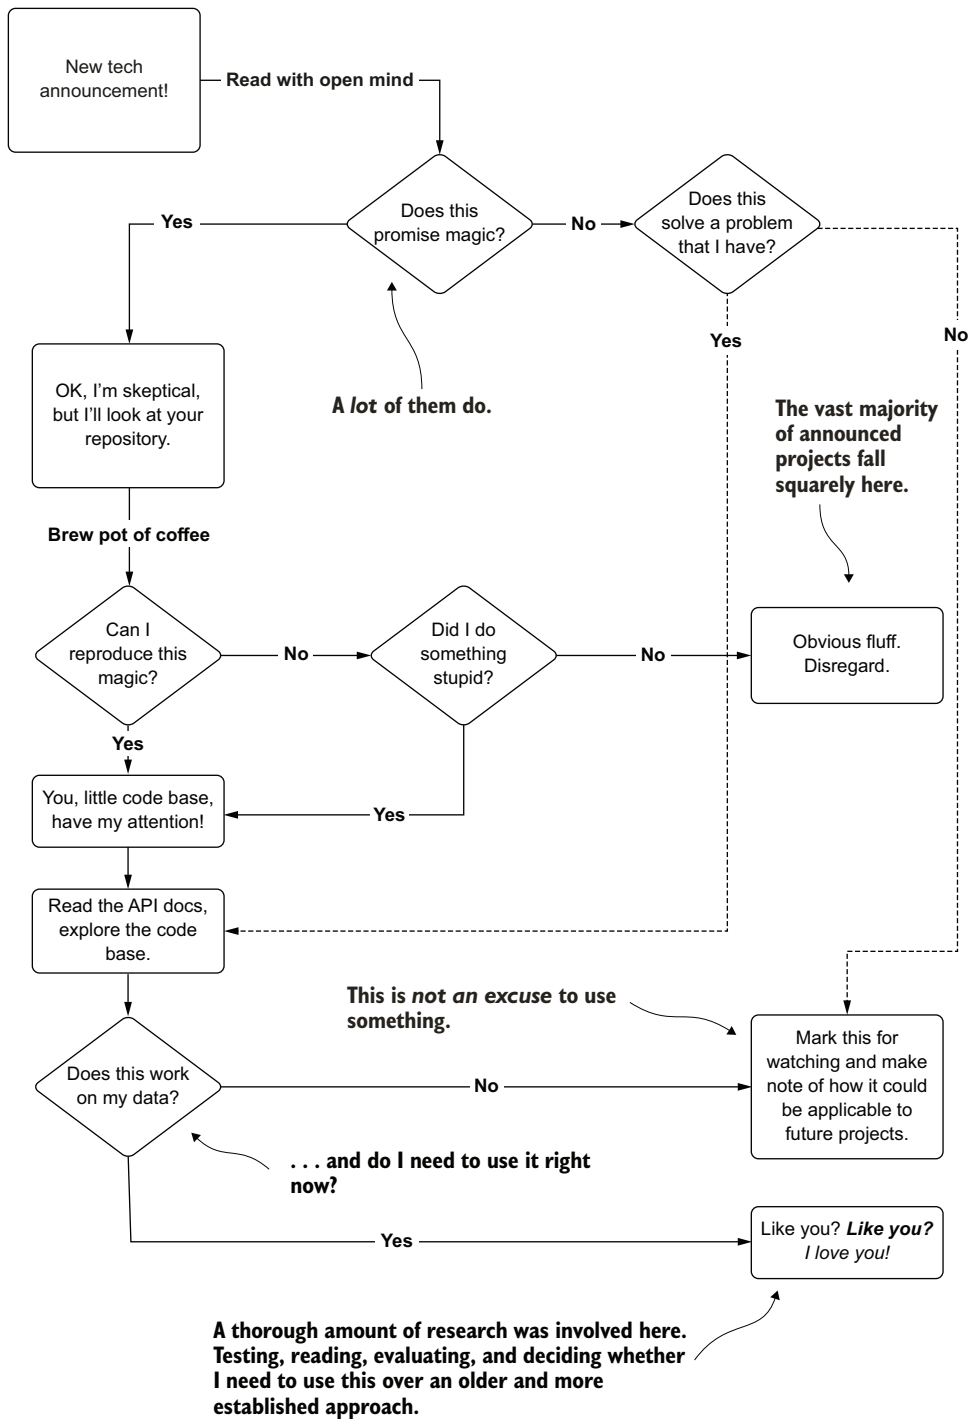 New tech
announcement!
Read with open mind
Does this
promise magic?
Yes
No
Does this
solve a problem
that I have?
No
Yes
A lot of them do.
OK, I'm skeptical,
but I'll look at your
repository.
The vast majority
of announced
projects fall
squarely here.
Brew pot of coffee
Can I
reproduce this
magic?
No
Did I do
something
stupid?
No
Obvious fluff.
Disregard.
Yes
You, little code base,
have my attention!
Yes
Read the API docs,
explore the code
base.
This is not an excuse to use
something.
Mark this for
watching and make
note of how it could
be applicable to
future projects.
Does this work
on my data?
No
. . . and do I need to use it right
now?
Yes
Like you? Like you?
I love you!
A thorough amount of research was involved here.
Testing, reading, evaluating, and deciding whether
I need to use this over an older and more
established approach.